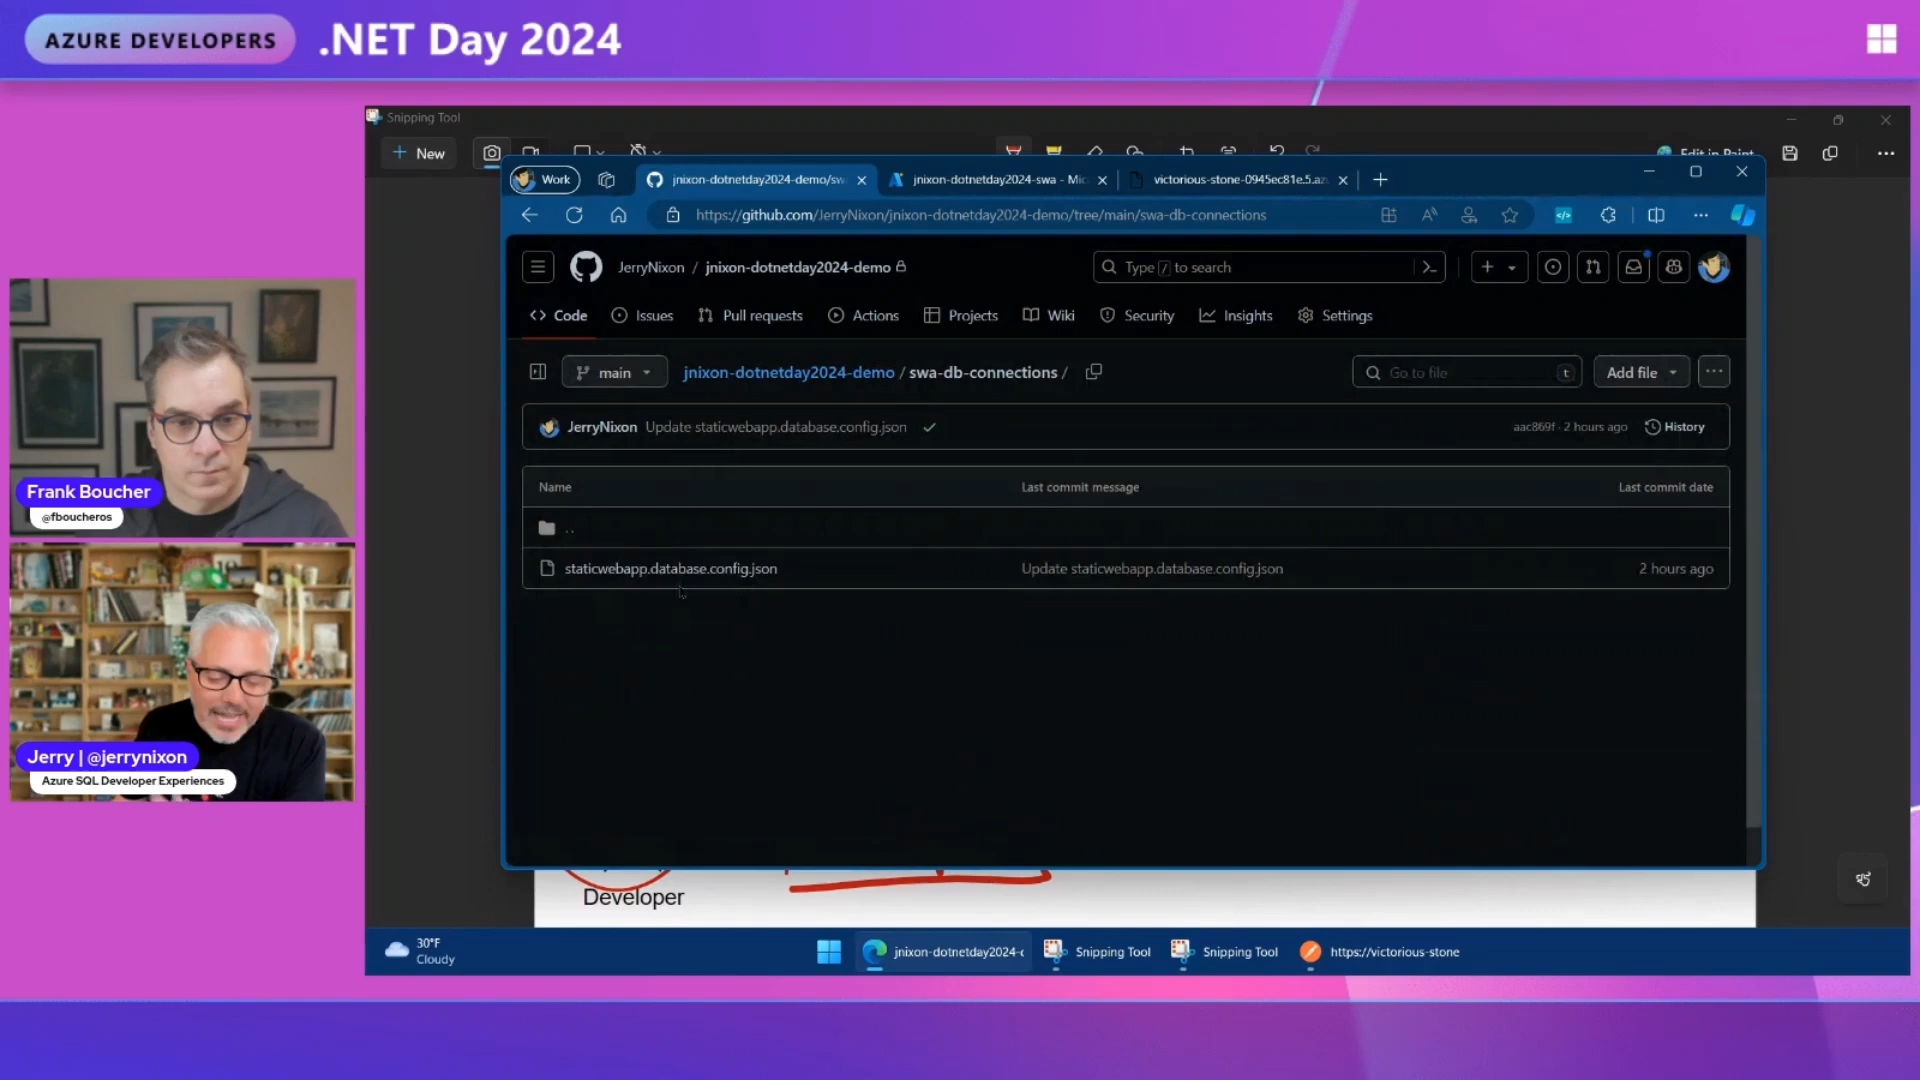 AZURE DEVELOPERS
.NET Day 2024
Snipping Tool
New
Edit in Paint
Work
jnixon-dotnetday2024-demo/sw
jnixon-dotnetday2024-swa - Mic
victorious-stone-0945ec81e.5.az
https://github.com/JerryNixon/jnixon-dotnetday2024-demo/tree/main/swa-db-connections
JerryNixon / jnixon-dotnetday2024-demo
Type / to search
Code
Issues
Pull requests
Actions
Projects
Wiki
Security
Insights
Settings
main
jnixon-dotnetday2024-demo / swa-db-connections /
Go to file
t
Add file
JerryNixon Update staticwebapp.database.config.json
aac869f · 2 hours ago
History
Name
Last commit message
Last commit date
..
staticwebapp.database.config.json
Update staticwebapp.database.config.json
2 hours ago
Frank Boucher
@fboucheros
Jerry | @jerrynixon
Azure SQL Developer Experiences
Developer
30°F
Cloudy
jnixon-dotnetday2024-
Snipping Tool
Snipping Tool
https://victorious-stone